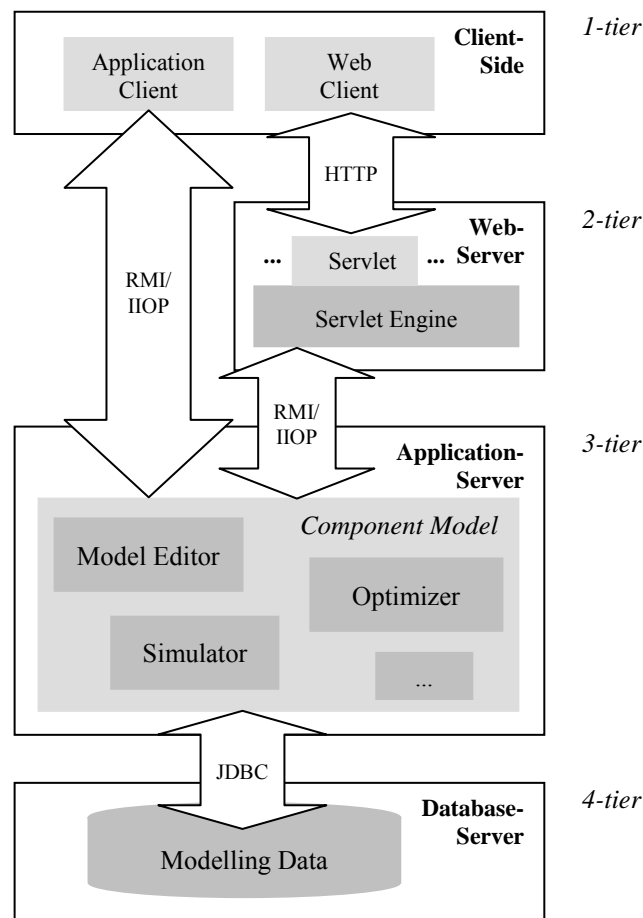 Client-
Side
1-tier
Application
Client
Web
Client
HTTP
2-tier
Web-
Server
...
Servlet
...
Servlet Engine
RMI/
IIOP
RMI/
IIOP
3-tier
Application-
Server
Component Model
Model Editor
Optimizer
Simulator
...
JDBC
4-tier
Database-
Server
Modelling Data